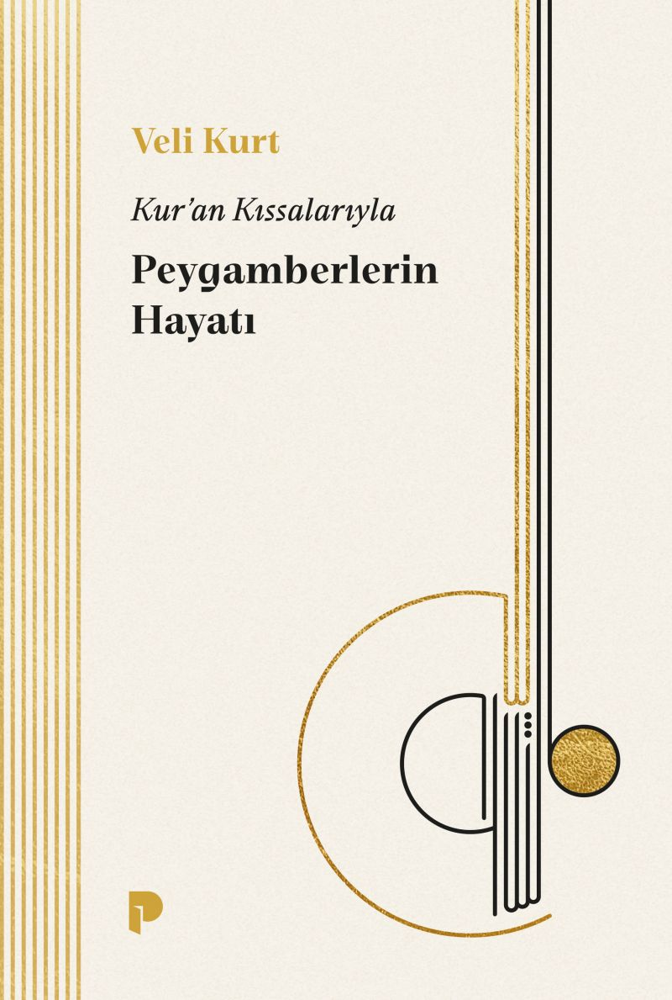 Veli Kurt
Kur’an Kıssalarıyla
Peygamberlerin
Hayatı